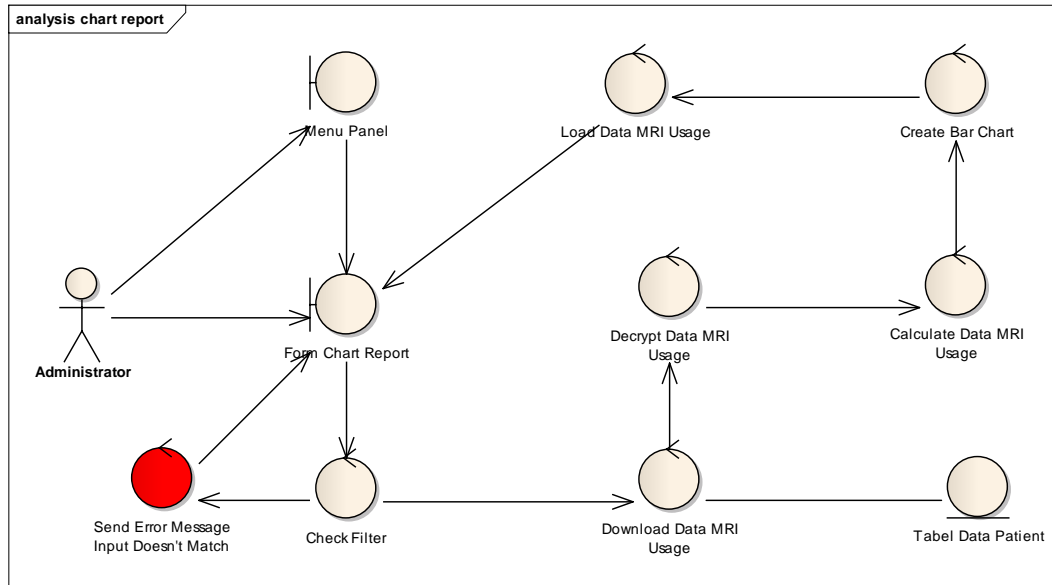 analysis chart report
Menu Panel
Load Data MRI Usage
Create Bar Chart
Administrator
Form Chart Report
Decrypt Data MRI
Usage
Calculate Data MRI
Usage
Send Error Message
Input Doesn't Match
Check Filter
Download Data MRI
Usage
Tabel Data Patient